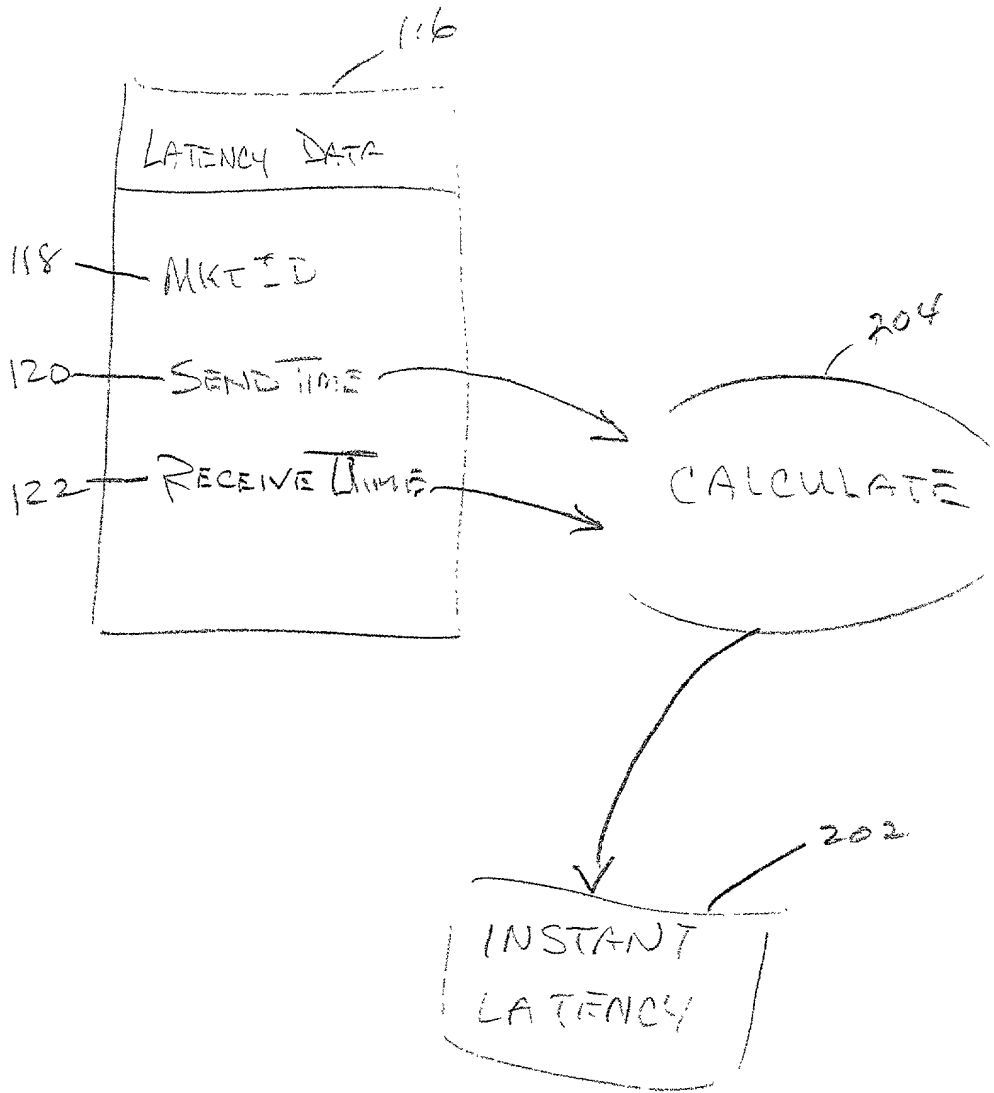 116
LATENCY DATA
118
MKT ID
120
SEND TIME
204
122
RECEIVE TIME
CALCULATE
202
INSTANT
LATENCY